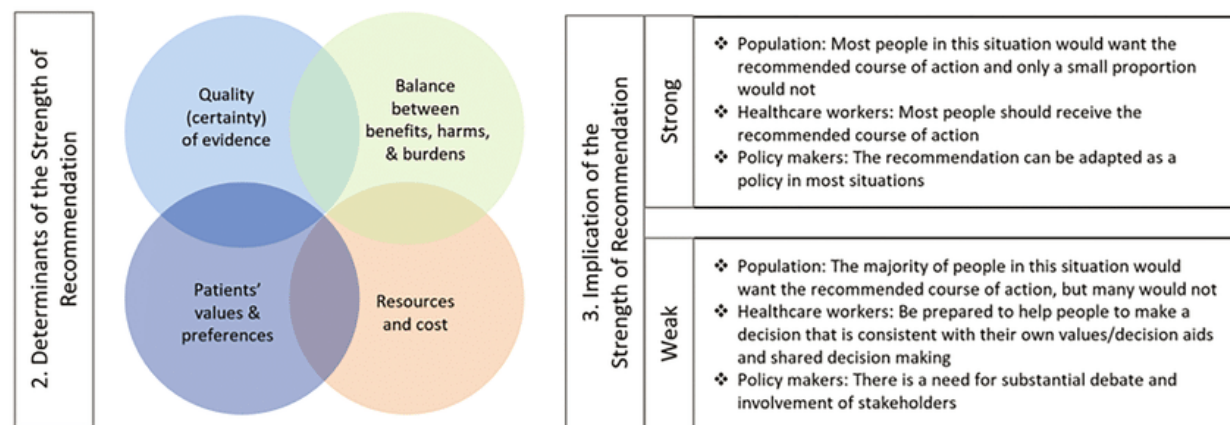 2. Determinants of the Strength of
Recommendation
Quality
(certainty)
of evidence
Balance
between
benefits, harms,
& burdens
Patients'
values &
preferences
Resources
and cost
3. Implication of the
Strength of Recommendation
Strong
❖ Population: Most people in this situation would want the
recommended course of action and only a small proportion
would not
❖ Healthcare workers: Most people should receive the
recommended course of action
❖ Policy makers: The recommendation can be adapted as a
policy in most situations
Weak
❖ Population: The majority of people in this situation would
want the recommended course of action, but many would not
❖ Healthcare workers: Be prepared to help people to make a
decision that is consistent with their own values/decision aids
and shared decision making
❖ Policy makers: There is a need for substantial debate and
involvement of stakeholders